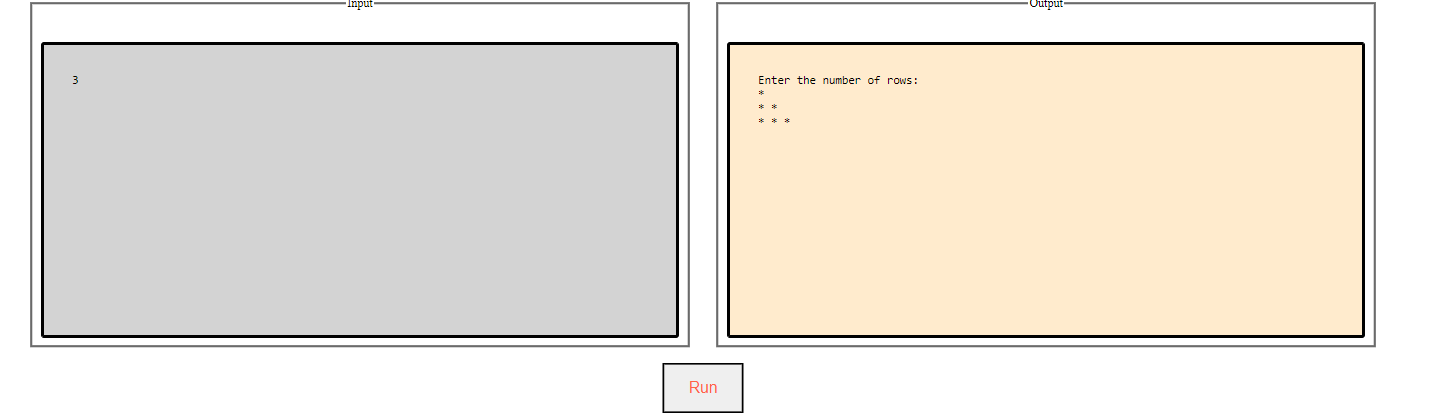 Input
3
Output
Enter the number of rows:
*
* *
* * *
Run